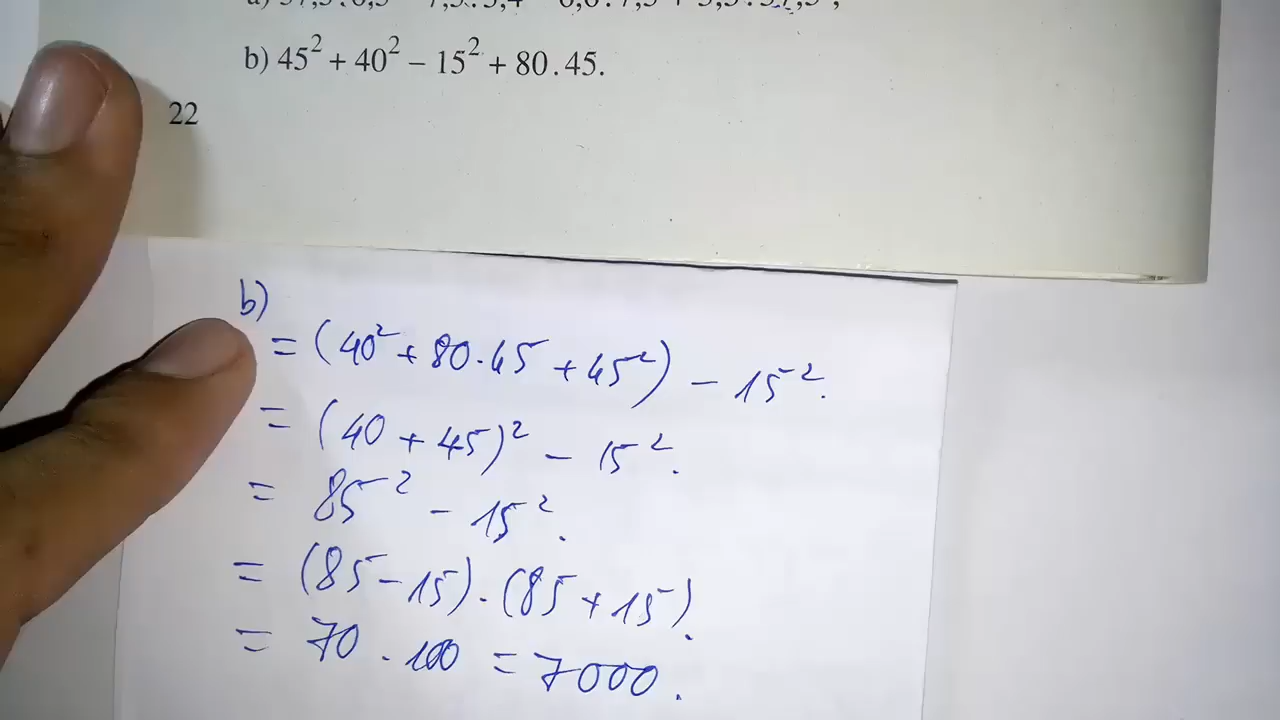 b) 45² + 40² – 15² + 80 . 45.
22
b)
= (40² + 80 . 45 + 45²) – 15².
= (40 + 45)² – 15².
= 85² – 15².
= (85 – 15) . (85 + 15).
= 70 . 100 = 7000.